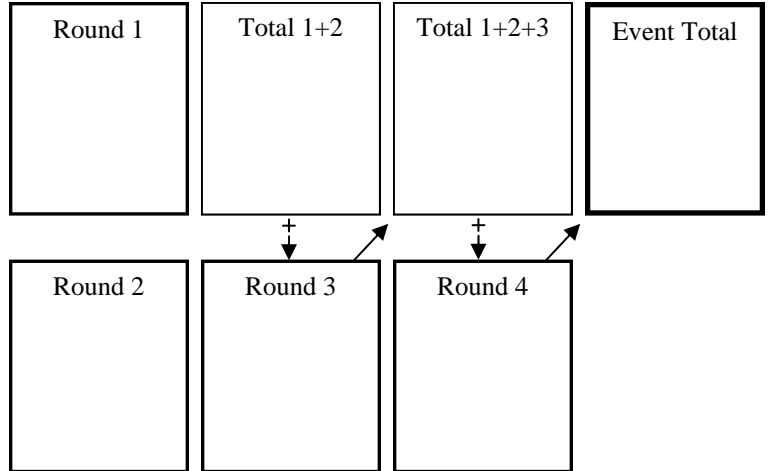 Round 1
Total 1+2
Total 1+2+3
Event Total
+
+
Round 2
Round 3
Round 4